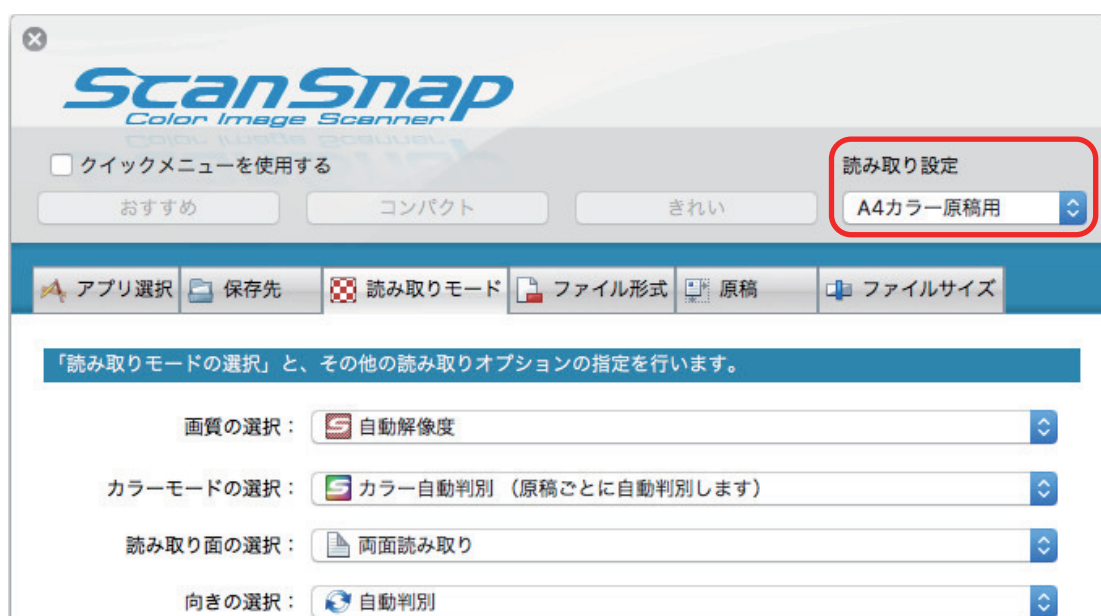 ScanSnap
Color Image Scanner
クイックメニューを使用する
読み取り設定
おすすめ コンパクト きれい A4カラー原稿用
アプリ選択 保存先 読み取りモード ファイル形式 原稿 ファイルサイズ
「読み取りモードの選択」と、その他の読み取りオプションの指定を行います。
画質の選択： 自動解像度
カラーモードの選択： カラー自動判別 （原稿ごとに自動判別します）
読み取り面の選択： 両面読み取り
向きの選択： 自動判別